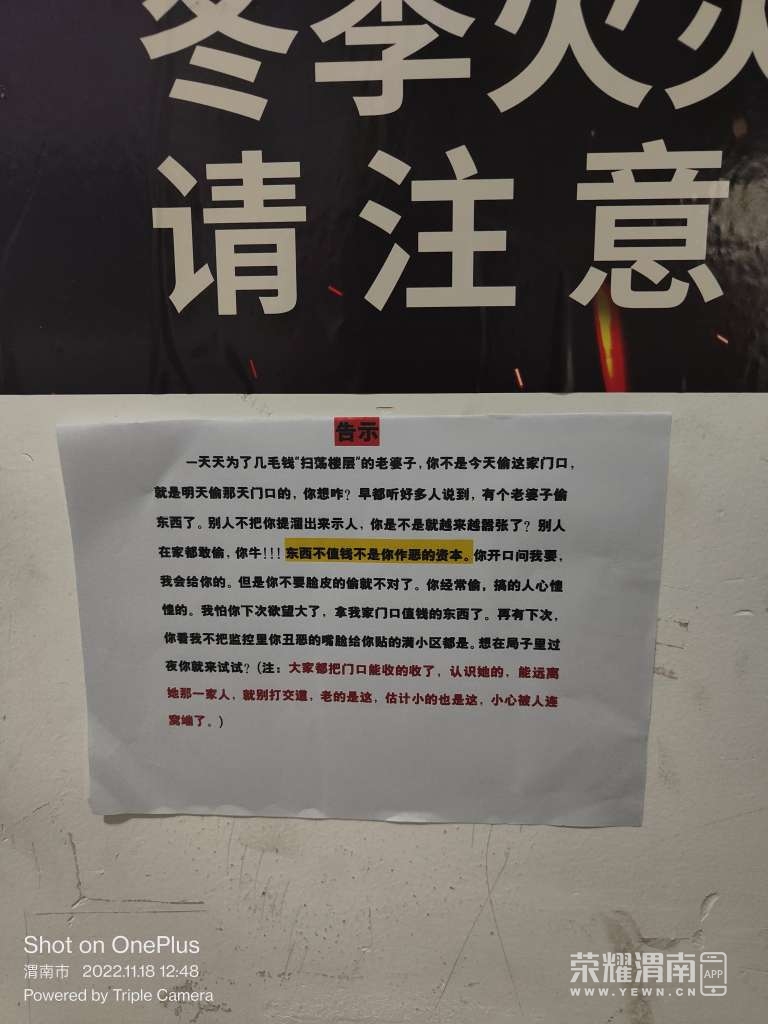 冬季火灾
请注意
告示
一天天为了几毛钱"扫荡楼层"的老婆子，你不是今天偷这家门口，
就是明天偷那天门口的，你想咋？早都听好多人说到，有个老婆子偷
东西了。别人不把你提溜出来示人，你是不是就越来越嚣张了？别人
在家都敢偷，你牛!!!东西不值钱不是你作恶的资本。你开口问我要，
我会给你的。但是你不要脸皮的偷就不对了。你经常偷，搞的人心惶
惶的。我怕你下次欲望大了，拿我家门口值钱的东西了。再有下次，
你看我不把监控里你丑恶的嘴脸给你贴的满小区都是。想在局子里过
夜你就来试试？(注：大家都把门口能收的收了，认识她的，能远离
她那一家人，就别打交道，老的是这，估计小的也是这，小心被人连
窝端了。)
Shot on OnePlus
渭南市 2022.11.18 12:48
Powered by Triple Camera
荣耀渭南 APP
WWW.YEWN.CN